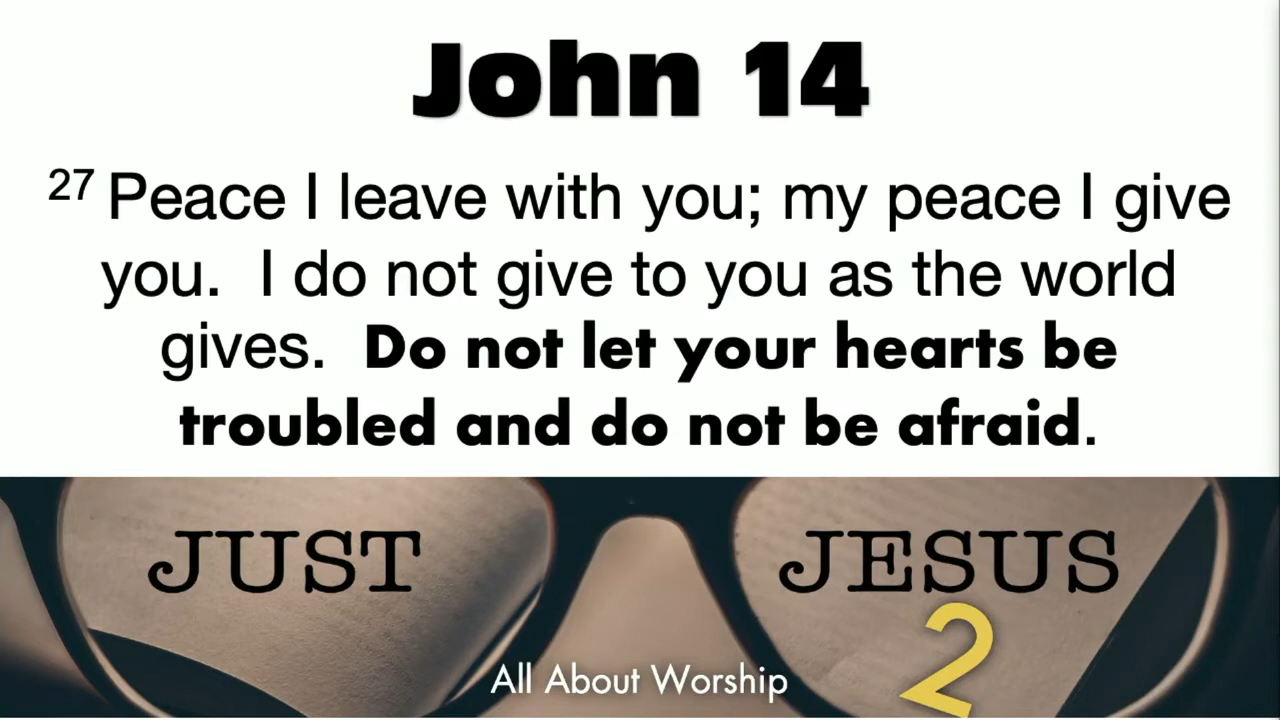 John 14
27 Peace I leave with you; my peace I give
you.  I do not give to you as the world
gives.  Do not let your hearts be
troubled and do not be afraid.
JUST JESUS
2
All About Worship